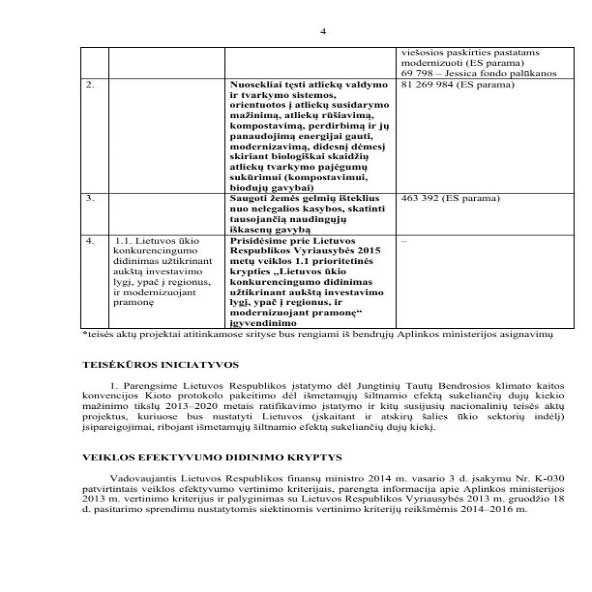 4
viešosios paskirties pastatams
modernizuoti (ES parama)
69 798 – Jessica fondo palūkanos
2.
Nuosekliai tęsti atliekų valdymo
ir tvarkymo sistemos,
orientuotos į atliekų susidarymo
mažinimą, atliekų rūšiavimą,
kompostavimą, perdirbimą ir jų
panaudojimą energijai gauti,
modernizavimą, didesnį dėmesį
skiriant biologiškai skaidžių
atliekų tvarkymo pajėgumų
sukūrimui (kompostavimui,
biodujų gavybai)
81 269 984 (ES parama)
3.
Saugoti žemės gelmių išteklius
nuo nelegalios kasybos, skatinti
tausojančią naudingųjų
iškasenų gavybą
463 392 (ES parama)
4.
1.1. Lietuvos ūkio
konkurencingumo
didinimas užtikrinant
aukštą investavimo
lygį, ypač į regionus,
ir modernizuojant
pramonę
Prisidėsime prie Lietuvos
Respublikos Vyriausybės 2015
metų veiklos 1.1 prioritetinės
krypties „Lietuvos ūkio
konkurencingumo didinimas
užtikrinant aukštą investavimo
lygį, ypač į regionus, ir
modernizuojant pramonę“
įgyvendinimo
–
*teisės aktų projektai atitinkamose srityse bus rengiami iš bendrųjų Aplinkos ministerijos asignavimų
TEISĖKŪROS INICIATYVOS
1. Parengsime Lietuvos Respublikos įstatymo dėl Jungtinių Tautų Bendrosios klimato kaitos
konvencijos Kioto protokolo pakeitimo dėl išmetamųjų šiltnamio efektą sukeliančių dujų kiekio
mažinimo tikslų 2013–2020 metais ratifikavimo įstatymo ir kitų susijusių nacionalinių teisės aktų
projektus, kuriuose bus nustatyti Lietuvos (įskaitant ir atskirų šalies ūkio sektorių indėlį)
įsipareigojimai, ribojant išmetamųjų šiltnamio efektą sukeliančių dujų kiekį.
VEIKLOS EFEKTYVUMO DIDINIMO KRYPTYS
Vadovaujantis Lietuvos Respublikos finansų ministro 2014 m. vasario 3 d. įsakymu Nr. K-030
patvirtintais veiklos efektyvumo vertinimo kriterijais, parengta informacija apie Aplinkos ministerijos
2013 m. vertinimo kriterijus ir palyginimas su Lietuvos Respublikos Vyriausybės 2013 m. gruodžio 18
d. pasitarimo sprendimu nustatytomis siektinomis vertinimo kriterijų reikšmėmis 2014–2016 m.